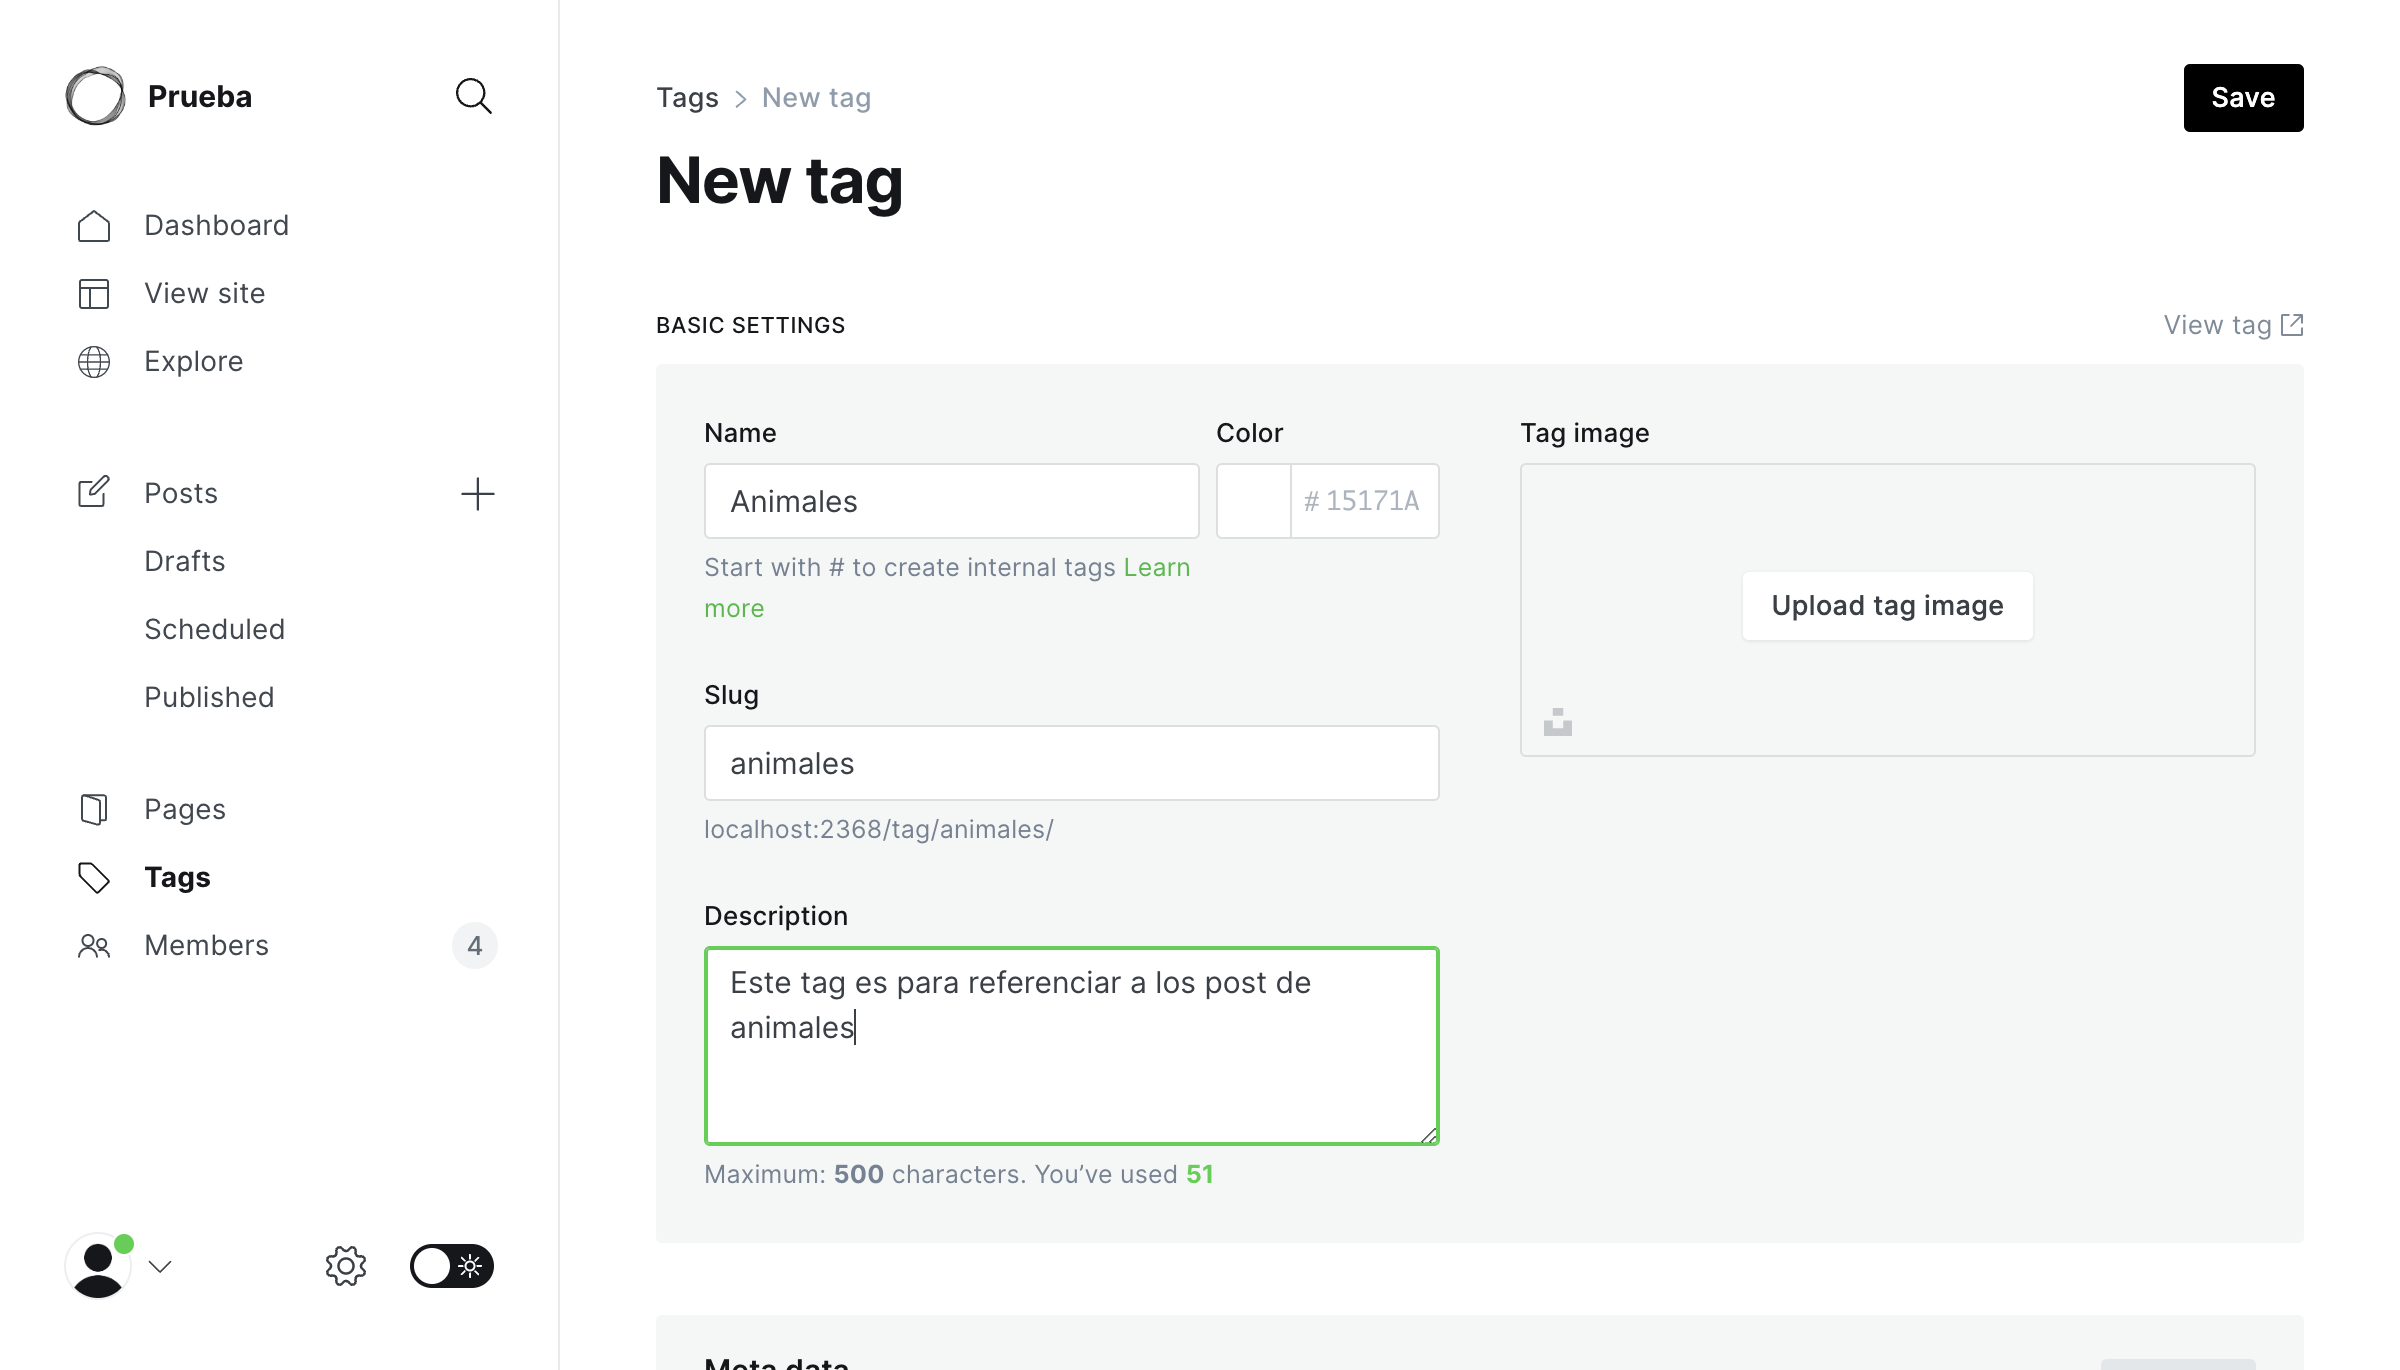 Prueba
Dashboard
View site
Explore
Posts
Drafts
Scheduled
Published
Pages
Tags
Members
4
Tags > New tag
Save
New tag
BASIC SETTINGS
View tag
Name
Animales
Start with # to create internal tags Learn
more
Color
# 15171A
Slug
animales
localhost:2368/tag/animales/
Description
Este tag es para referenciar a los post de
animales
Maximum: 500 characters. You’ve used 51
Tag image
Upload tag image
Meta data